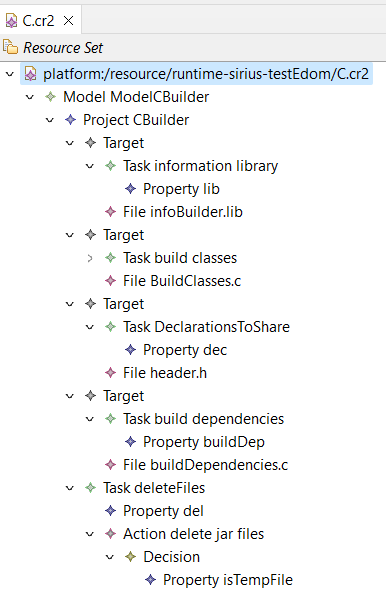 C.cr2
Resource Set
platform:/resource/runtime-sirius-testEdom/C.cr2
Model ModelCBuilder
Project CBuilder
Target
Task information library
Property lib
File infoBuilder.lib
Target
Task build classes
File BuildClasses.c
Target
Task DeclarationsToShare
Property dec
File header.h
Target
Task build dependencies
Property buildDep
File buildDependencies.c
Task deleteFiles
Property del
Action delete jar files
Decision
Property isTempFile